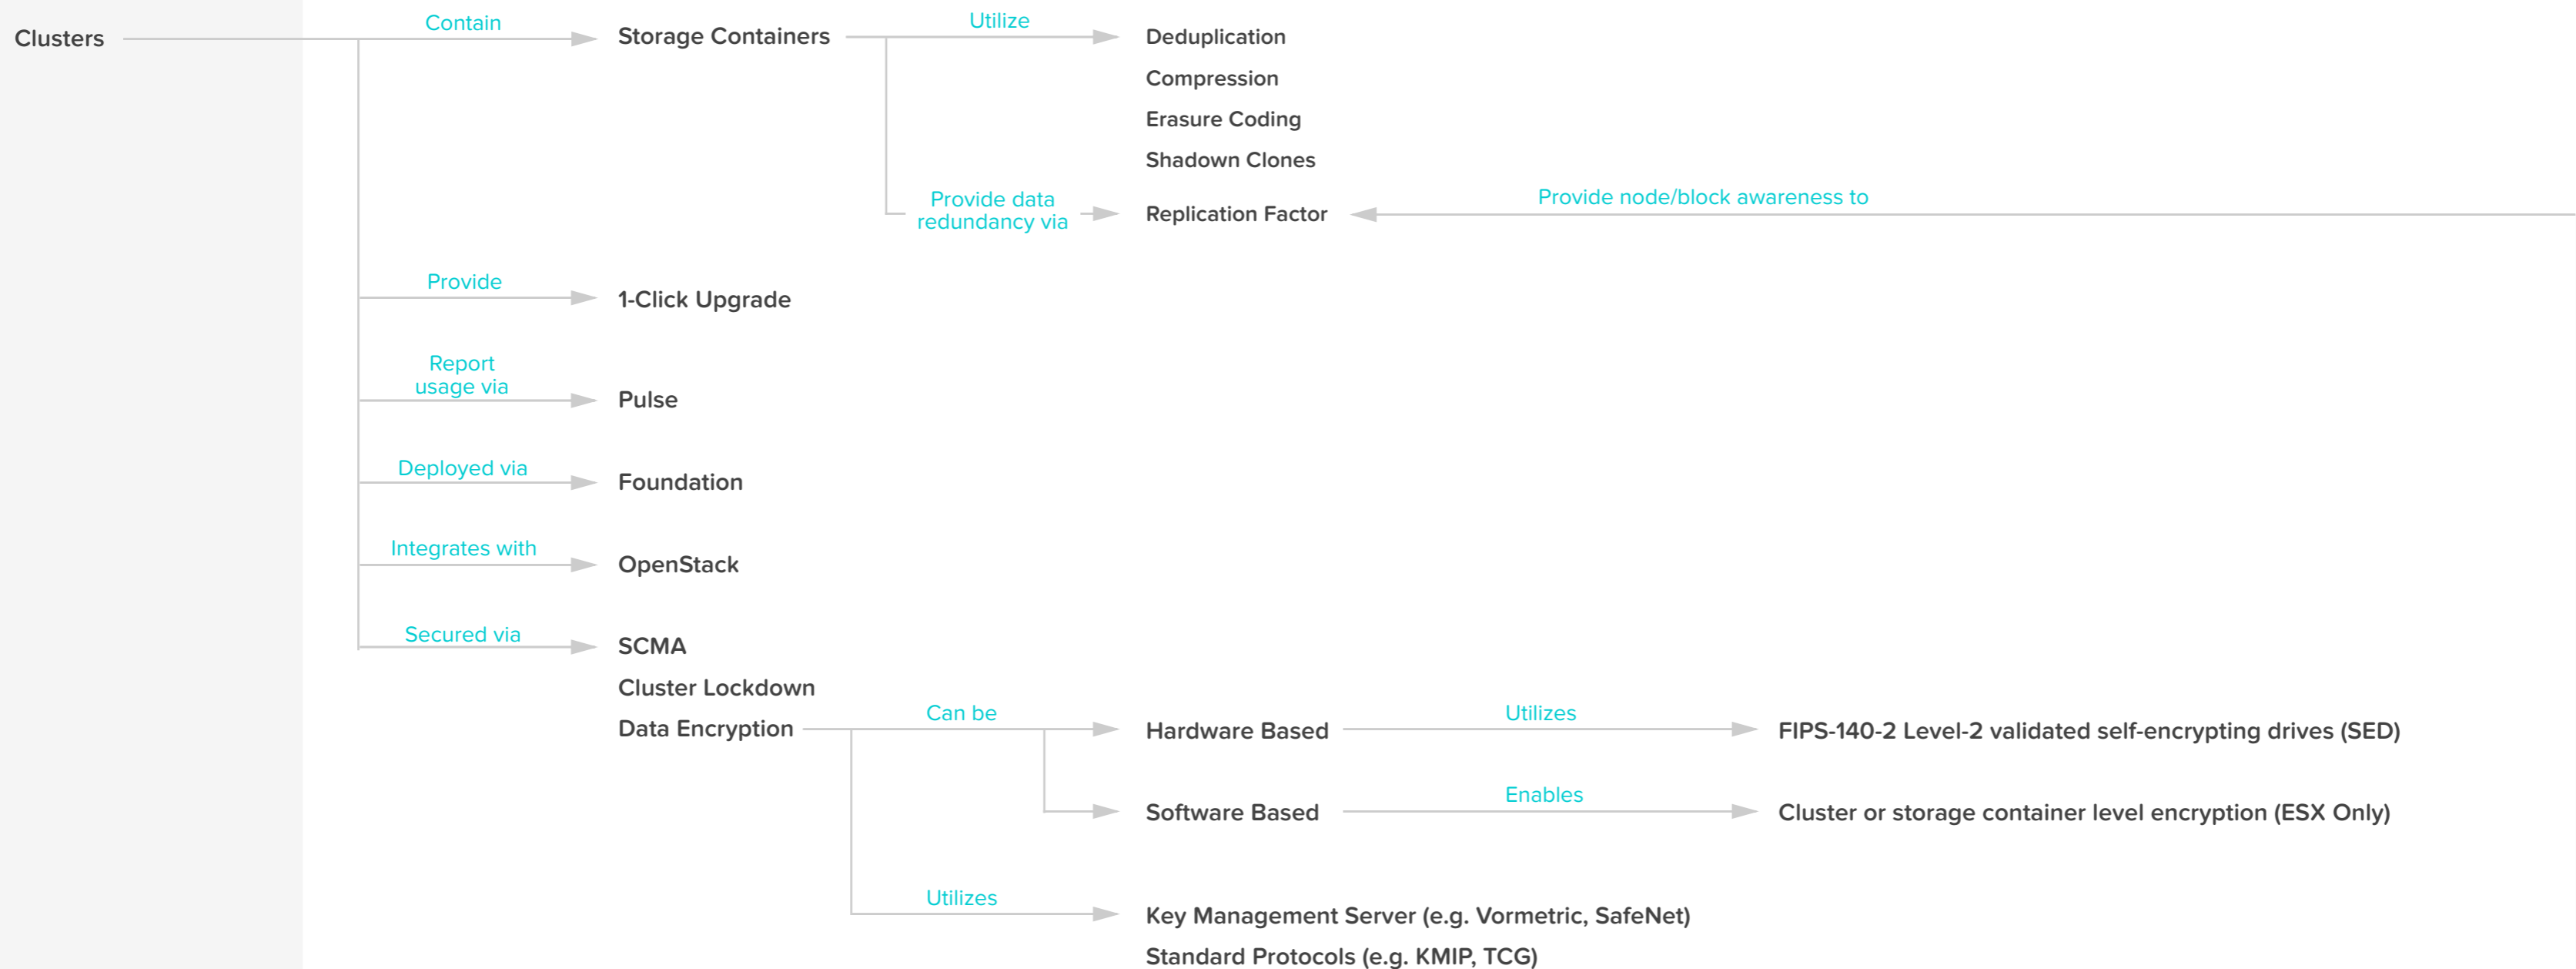 Clusters
Contain
Storage Containers
Utilize
Deduplication
Compression
Erasure Coding
Shadown Clones
Provide data
redundancy via
Replication Factor
Provide node/block awareness to
Provide
1-Click Upgrade
Report
usage via
Pulse
Deployed via
Foundation
Integrates with
OpenStack
Secured via
SCMA
Cluster Lockdown
Data Encryption
Can be
Hardware Based
Utilizes
FIPS-140-2 Level-2 validated self-encrypting drives (SED)
Software Based
Enables
Cluster or storage container level encryption (ESX Only)
Utilizes
Key Management Server (e.g. Vormetric, SafeNet)
Standard Protocols (e.g. KMIP, TCG)